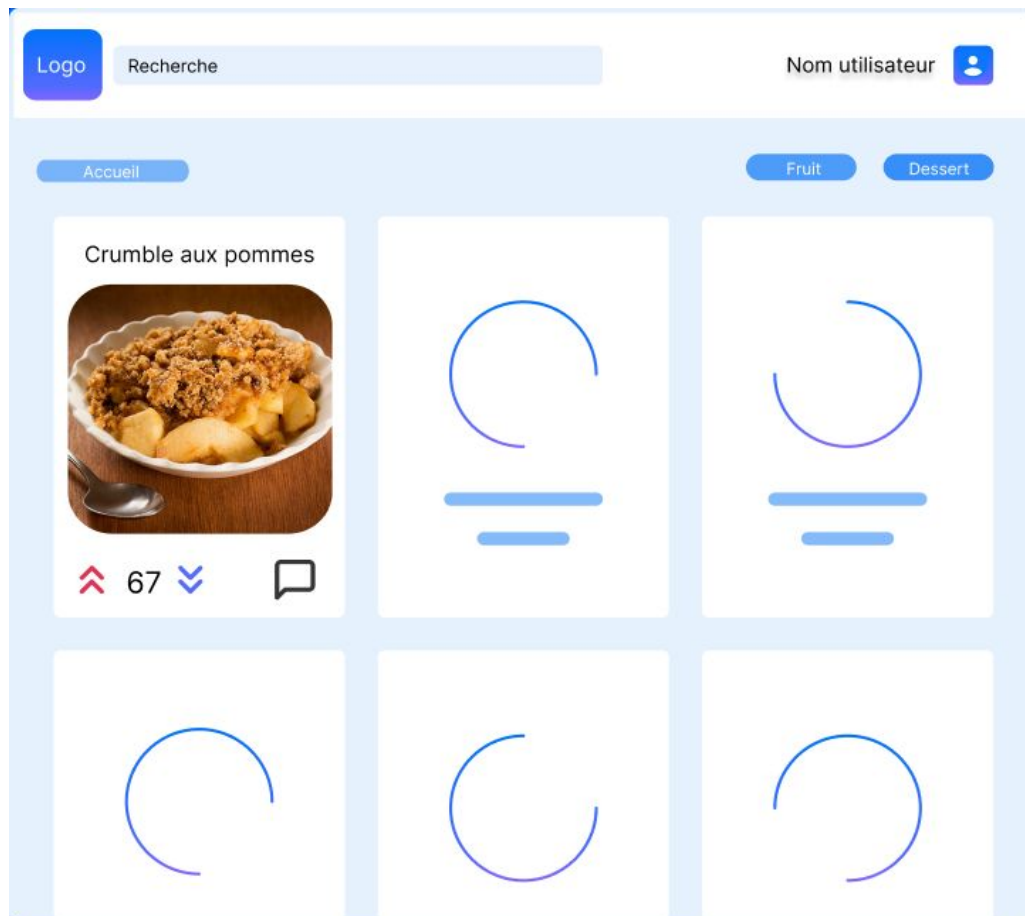 Logo
Recherche
Nom utilisateur
Accueil
Fruit
Dessert
Crumble aux pommes
67